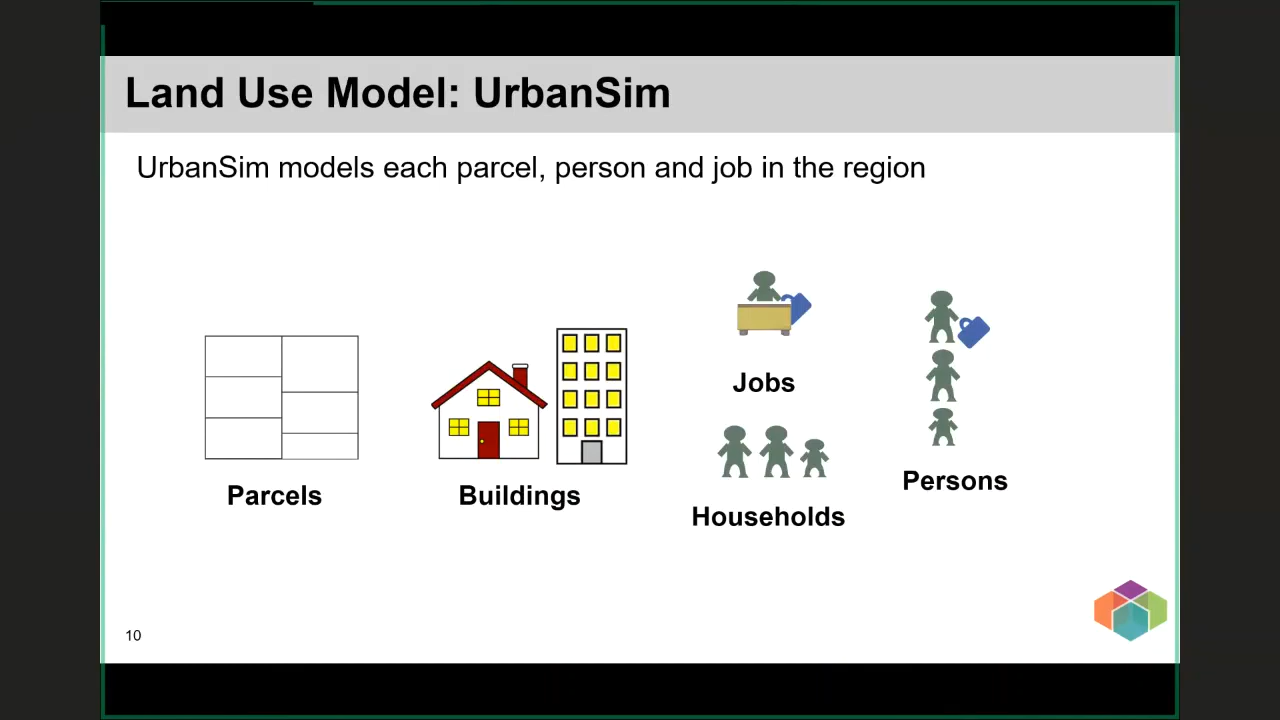 Land Use Model: UrbanSim
UrbanSim models each parcel, person and job in the region
Parcels
Buildings
Jobs
Households
Persons
10